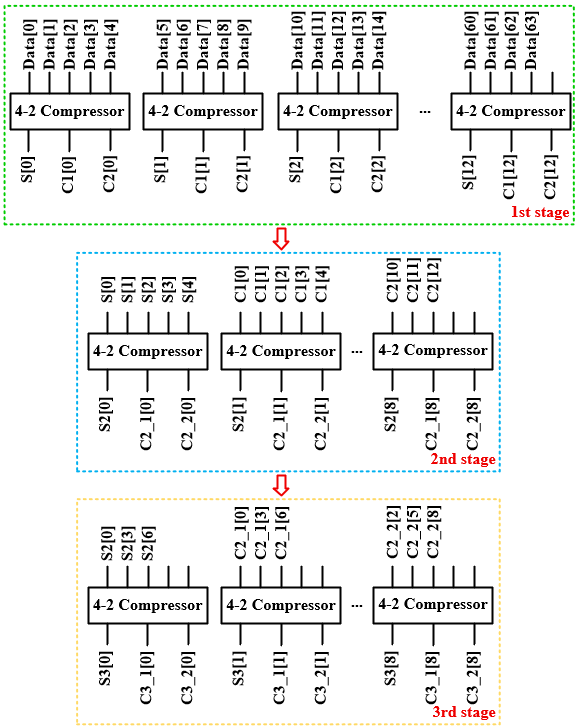 Data[0] Data[1] Data[2] Data[3] Data[4] Data[5] Data[6] Data[7] Data[8] Data[9] Data[10] Data[11] Data[12] Data[13] Data[14] Data[60] Data[61] Data[62] Data[63]
4-2 Compressor 4-2 Compressor 4-2 Compressor ... 4-2 Compressor
S[0] C1[0] C2[0] S[1] C1[1] C2[1] S[2] C1[2] C2[2] S[12] C1[12] C2[12]
1st stage
S[0] S[1] S[2] S[3] S[4] C1[0] C1[1] C1[2] C1[3] C1[4] C2[10] C2[11] C2[12]
4-2 Compressor 4-2 Compressor ... 4-2 Compressor
S2[0] C2_1[0] C2_2[0] S2[1] C2_1[1] C2_2[1] S2[8] C2_1[8] C2_2[8]
2nd stage
S2[0] S2[3] S2[6] C2_1[0] C2_1[3] C2_1[6] C2_2[2] C2_2[5] C2_2[8]
4-2 Compressor 4-2 Compressor ... 4-2 Compressor
S3[0] C3_1[0] C3_2[0] S3[1] C3_1[1] C3_2[1] S3[8] C3_1[8] C3_2[8]
3rd stage